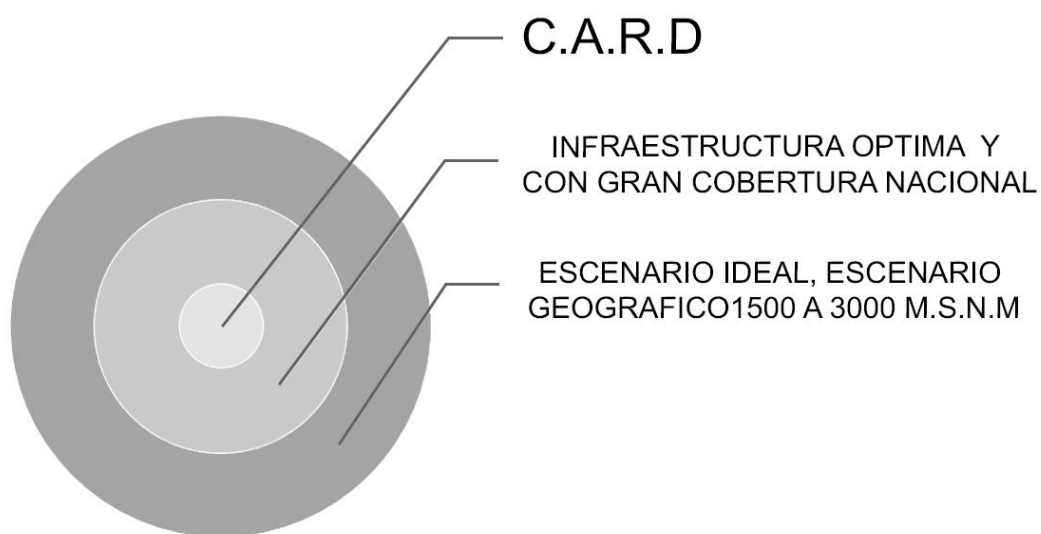 C.A.R.D
INFRAESTRUCTURA OPTIMA Y
CON GRAN COBERTURA NACIONAL
ESCENARIO IDEAL, ESCENARIO
GEOGRAFICO1500 A 3000 M.S.N.M